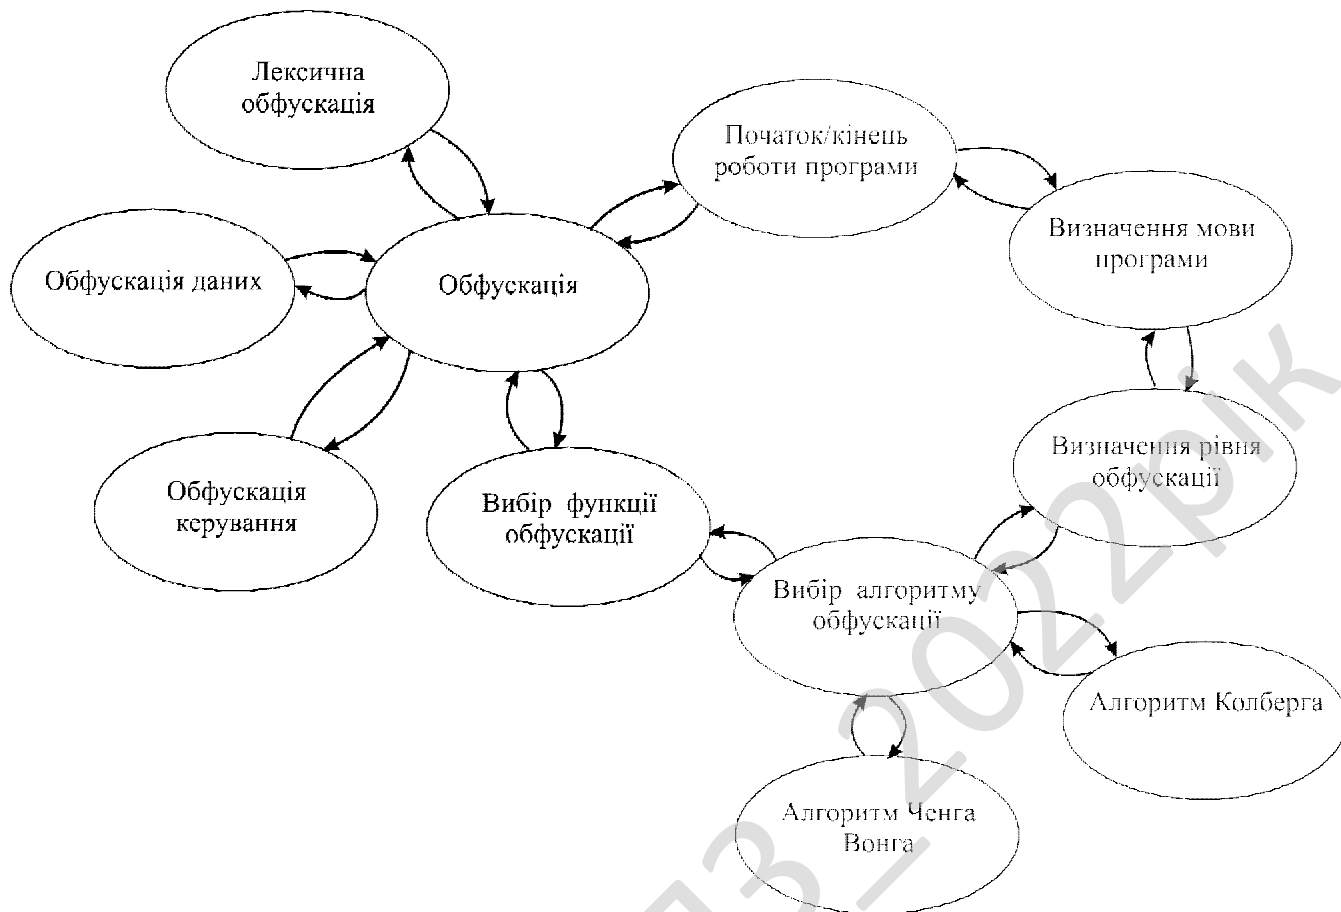 Лексична
обфускація
Початок/кінець
роботи програми
Визначення мови
програми
Обфускація даних
Обфускація
Визначення рівня
обфускації
Обфускація
керування
Вибір функції
обфускації
Вибір алгоритму
обфускації
Алгоритм Колберга
Алгоритм Ченга
Вонга
2022рік